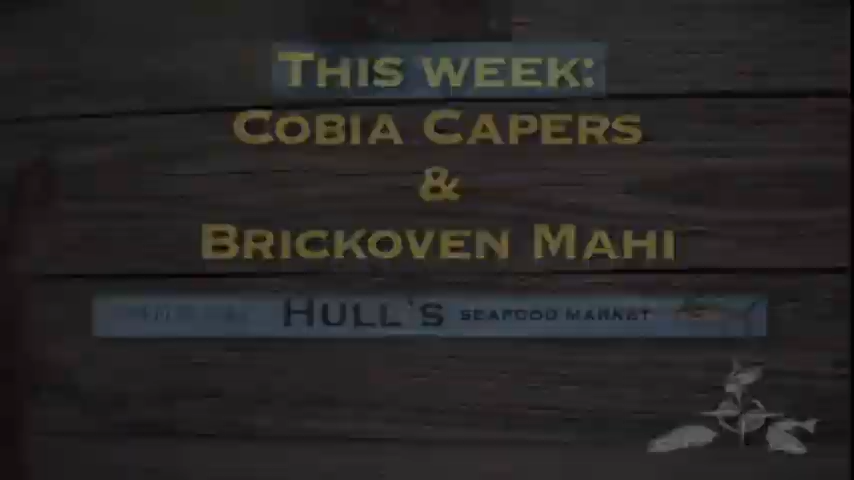 THIS WEEK:
COBIA CAPERS
&
BRICKOVEN MAHI
HULL'S SEAFOOD MARKET